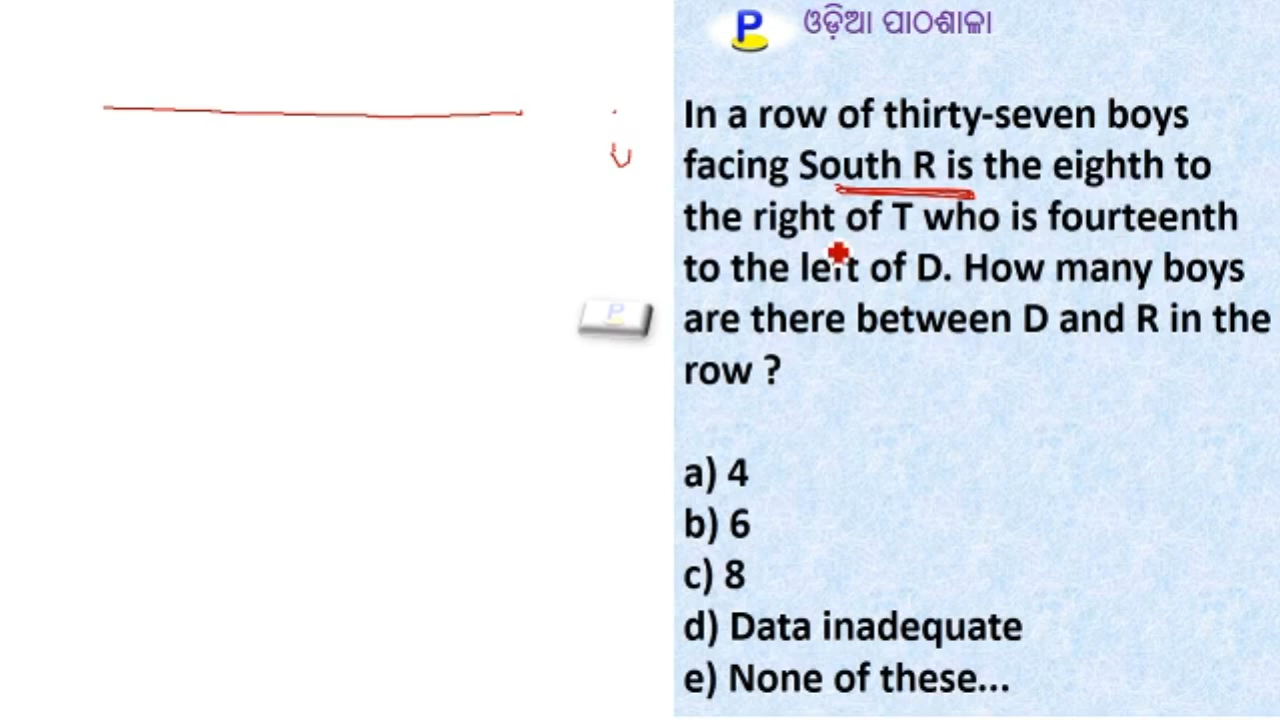 P ଓଡ଼ିଆ ପାଠଶାଳା
In a row of thirty-seven boys
facing South R is the eighth to
the right of T who is fourteenth
to the left of D. How many boys
are there between D and R in the
row ?
a) 4
b) 6
c) 8
d) Data inadequate
e) None of these...
P